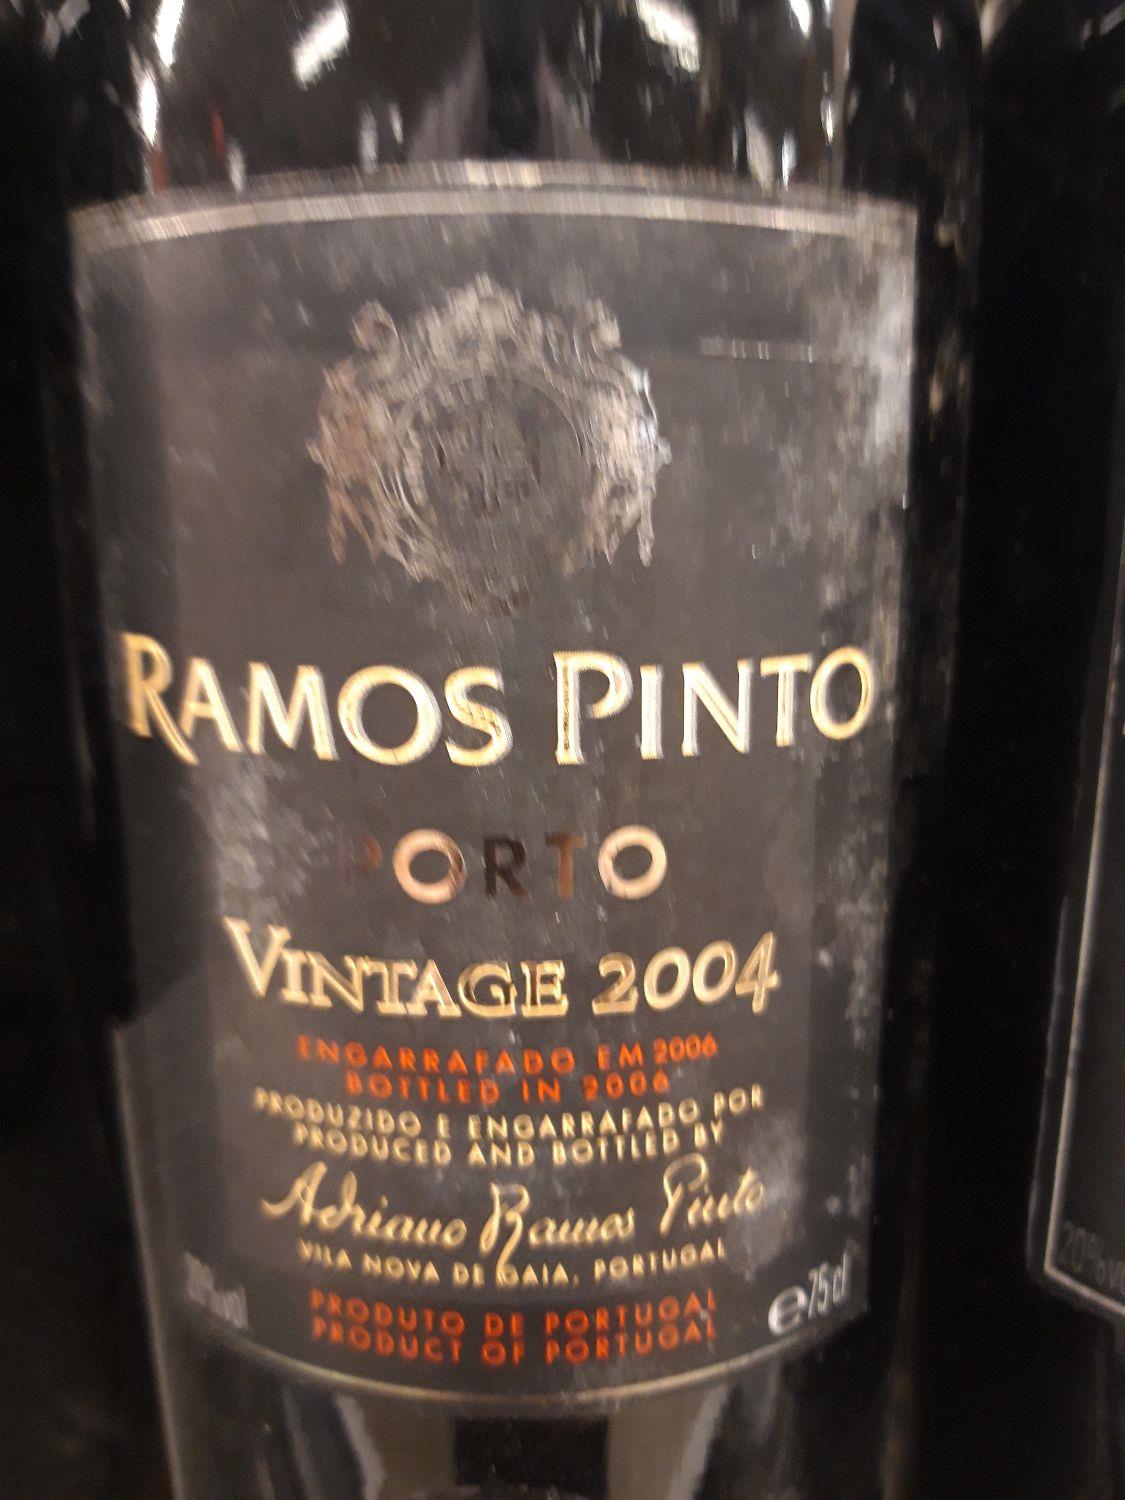 RAMOS PINTO
PORTO
VINTAGE 2004
ENGARRAFADO EM 2006
BOTTLED IN 2006
PRODUZIDO E ENGARRAFADO POR
PRODUCED AND BOTTLED BY
Adriano Ramos Pinto
VILA NOVA DE GAIA, PORTUGAL
20%vol
PRODUTO DE PORTUGAL
PRODUCT OF PORTUGAL
e 75cl